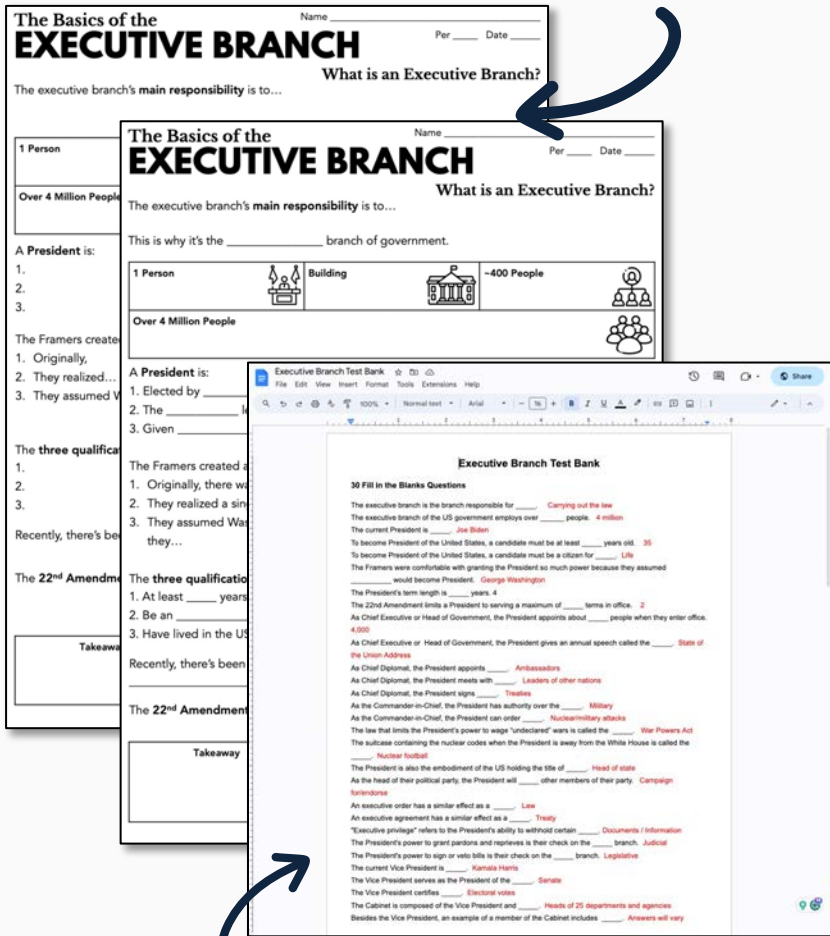 The Basics of the
EXECUTIVE BRANCH
Name
Per Date
What is an Executive Branch?
The executive branch's main responsibility is to…
1 Person
Over 4 Million People
A President is:
1.
2.
3.
The Framers create
1. Originally,
2. They realized…
3. They assumed W
The three qualifica
1.
2.
3.
Recently, there's be
The 22nd Amendme
Takeawa
The Basics of the
EXECUTIVE BRANCH
Name
Per Date
What is an Executive Branch?
The executive branch's main responsibility is to…
This is why it's the _______________ branch of government.
1 Person
Building
~400 People
Over 4 Million People
A President is:
1. Elected by
2. The ___________ le
3. Given
The Framers created a
1. Originally, there wa
2. They realized a sin
3. They assumed Was
they…
The three qualificatio
1. At least _____ years
2. Be an
3. Have lived in the US
Recently, there's been
The 22nd Amendment
Takeaway
Executive Branch Test Bank
File Edit View Insert Format Tools Extensions Help
Share
100% Normal text Arial 16
Executive Branch Test Bank
30 Fill in the Blanks Questions
The executive branch is the branch responsible for _____. Carrying out the law
The executive branch of the US government employs over ______ people. 4 million
The current President is _____. Joe Biden
To become President of the United States, a candidate must be at least _____ years old. 35
To become President of the United States, a candidate must be a citizen for _____. Life
The Framers were comfortable with granting the President so much power because they assumed
__________ would become President. George Washington
The President's term length is _____ years. 4
The 22nd Amendment limits a President to serving a maximum of _____ terms in office. 2
As Chief Executive or Head of Government, the President appoints about _____ people when they enter office.
4,000
As Chief Executive or Head of Government, the President gives an annual speech called the _____. State of
the Union Address
As Chief Diplomat, the President appoints _____. Ambassadors
As Chief Diplomat, the President meets with _____. Leaders of other nations
As Chief Diplomat, the President signs _____. Treaties
As the Commander-in-Chief, the President has authority over the _____. Military
As the Commander-in-Chief, the President can order _____. Nuclear/military attacks
The law that limits the President's power to wage "undeclared" wars is called the _____. War Powers Act
The suitcase containing the nuclear codes when the President is away from the White House is called the
_____. Nuclear football
The President is also the embodiment of the US holding the title of _____. Head of state
As the head of their political party, the President will _____ other members of their party. Campaign
for/endorse
An executive order has a similar effect as a _____. Law
An executive agreement has a similar effect as a _____. Treaty
"Executive privilege" refers to the President's ability to withhold certain _____. Documents / Information
The President's power to grant pardons and reprieves is their check on the _____ branch. Judicial
The President's power to sign or veto bills is their check on the _____ branch. Legislative
The current Vice President is _____. Kamala Harris
The Vice President serves as the President of the _____. Senate
The Vice President certifies _____. Electoral votes
The Cabinet is composed of the Vice President and _____. Heads of 25 departments and agencies
Besides the Vice President, an example of a member of the Cabinet includes _____. Answers will vary